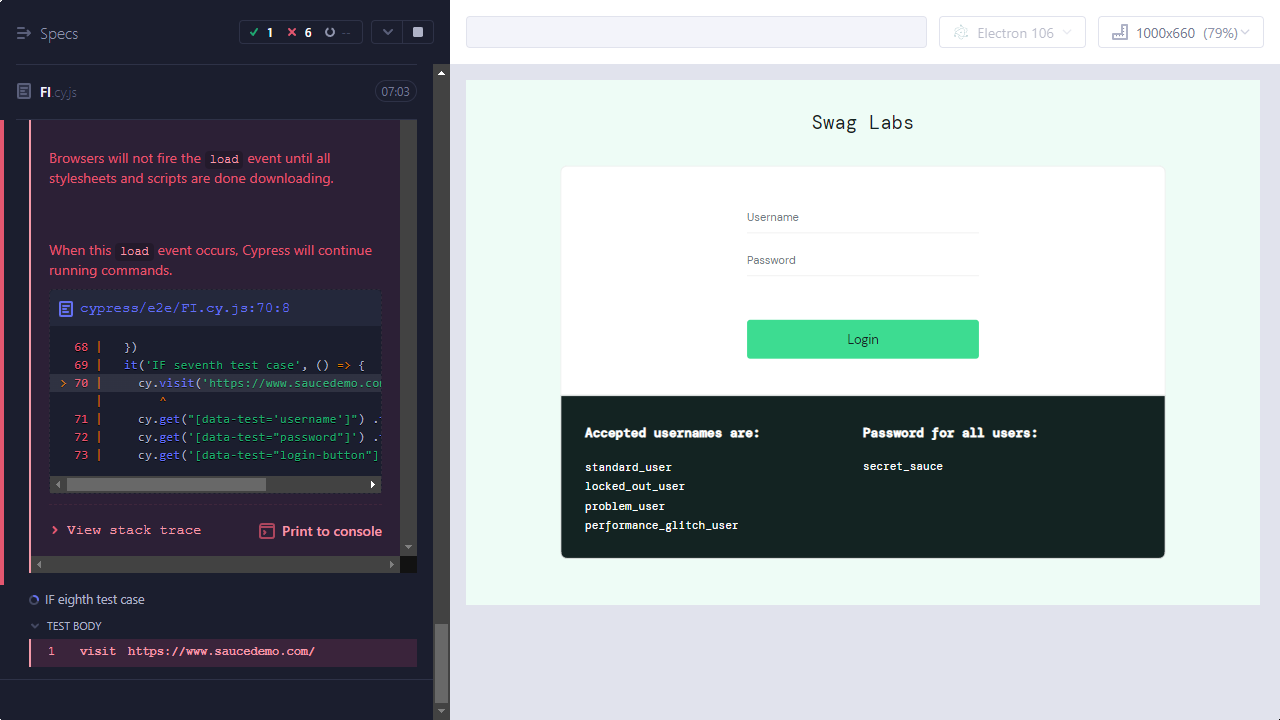 Specs
1
6
--
FI.cy.js
07:03
Browsers will not fire the load event until all
stylesheets and scripts are done downloading.
When this load event occurs, Cypress will continue
running commands.
cypress/e2e/FI.cy.js:70:8
68 |   })
69 |   it('IF seventh test case', () => {
> 70 |     cy.visit('https://www.saucedemo.com
|        ^
71 |     cy.get("[data-test='username']") .
72 |     cy.get('[data-test="password"]') .
73 |     cy.get('[data-test="login-button"]
View stack trace
Print to console
IF eighth test case
TEST BODY
1 visit https://www.saucedemo.com/
Electron 106
1000x660 (79%)
Swag Labs
Username
Password
Login
Accepted usernames are:
standard_user
locked_out_user
problem_user
performance_glitch_user
Password for all users:
secret_sauce